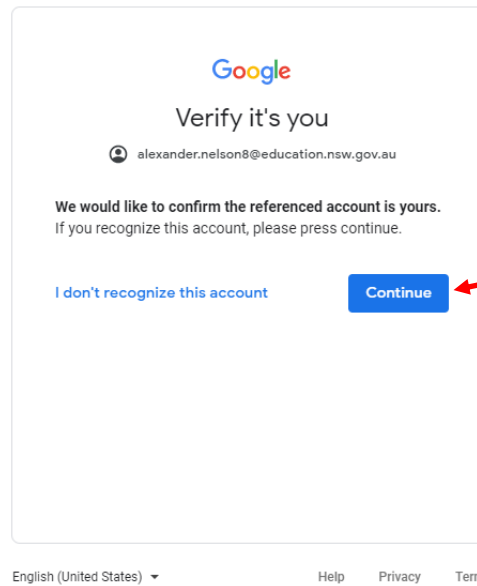 Google
Verify it's you
alexander.nelson8@education.nsw.gov.au
We would like to confirm the referenced account is yours.
If you recognize this account, please press continue.
I don't recognize this account Continue
English (United States) Help Privacy